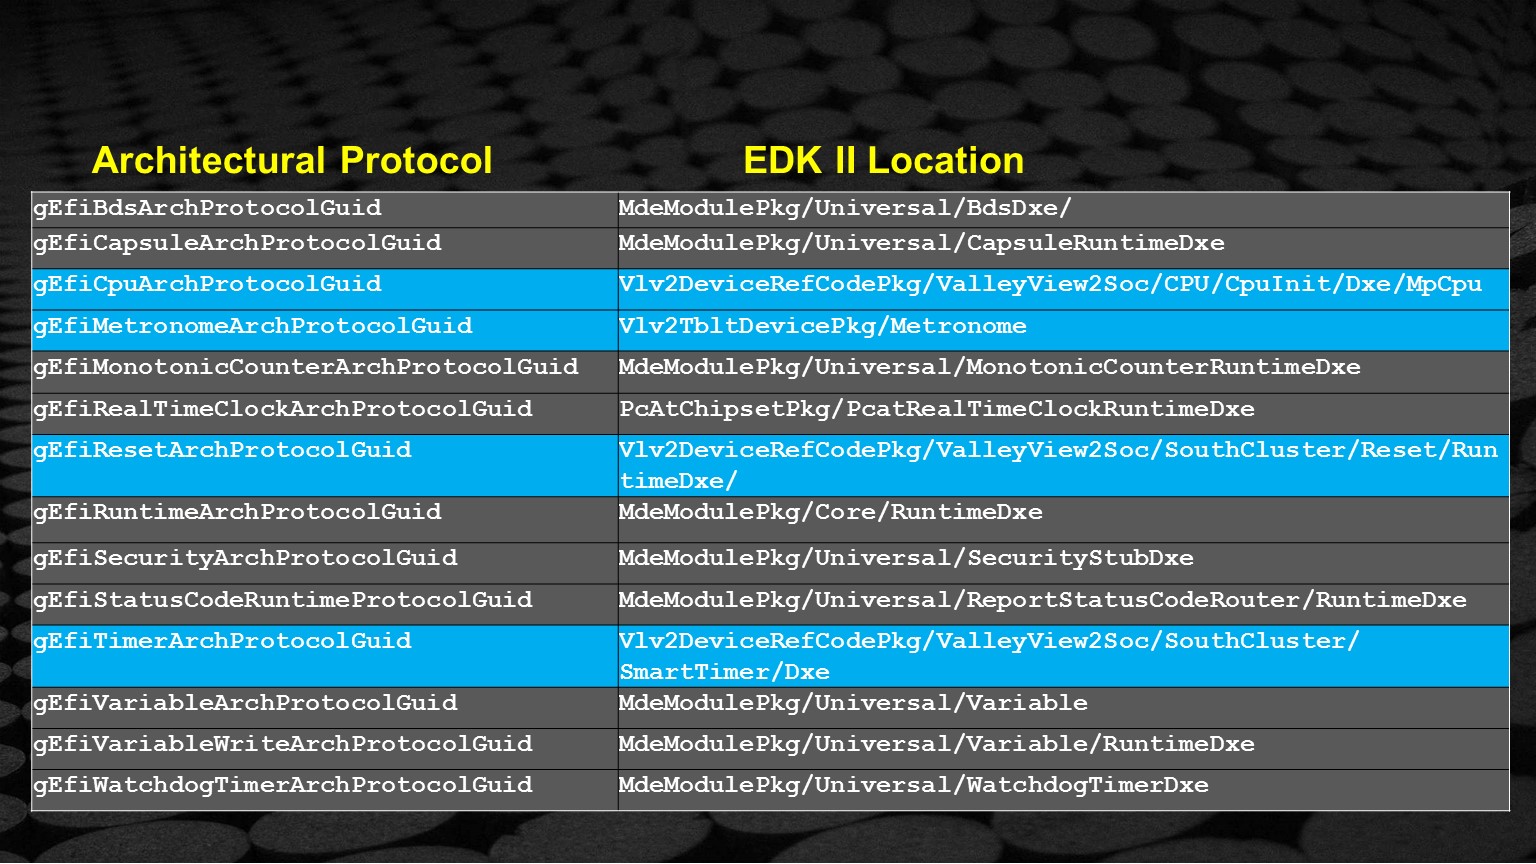 Architectural Protocol EDK II Location
gEfiBdsArchProtocolGuid MdeModulePkg/Universal/BdsDxe/
gEfiCapsuleArchProtocolGuid MdeModulePkg/Universal/CapsuleRuntimeDxe
gEfiCpuArchProtocolGuid Vlv2DeviceRefCodePkg/ValleyView2Soc/CPU/CpuInit/Dxe/MpCpu
gEfiMetronomeArchProtocolGuid Vlv2TbltDevicePkg/Metronome
gEfiMonotonicCounterArchProtocolGuid MdeModulePkg/Universal/MonotonicCounterRuntimeDxe
gEfiRealTimeClockArchProtocolGuid PcAtChipsetPkg/PcatRealTimeClockRuntimeDxe
gEfiResetArchProtocolGuid Vlv2DeviceRefCodePkg/ValleyView2Soc/SouthCluster/Reset/Run
timeDxe/
gEfiRuntimeArchProtocolGuid MdeModulePkg/Core/RuntimeDxe
gEfiSecurityArchProtocolGuid MdeModulePkg/Universal/SecurityStubDxe
gEfiStatusCodeRuntimeProtocolGuid MdeModulePkg/Universal/ReportStatusCodeRouter/RuntimeDxe
gEfiTimerArchProtocolGuid Vlv2DeviceRefCodePkg/ValleyView2Soc/SouthCluster/
SmartTimer/Dxe
gEfiVariableArchProtocolGuid MdeModulePkg/Universal/Variable
gEfiVariableWriteArchProtocolGuid MdeModulePkg/Universal/Variable/RuntimeDxe
gEfiWatchdogTimerArchProtocolGuid MdeModulePkg/Universal/WatchdogTimerDxe